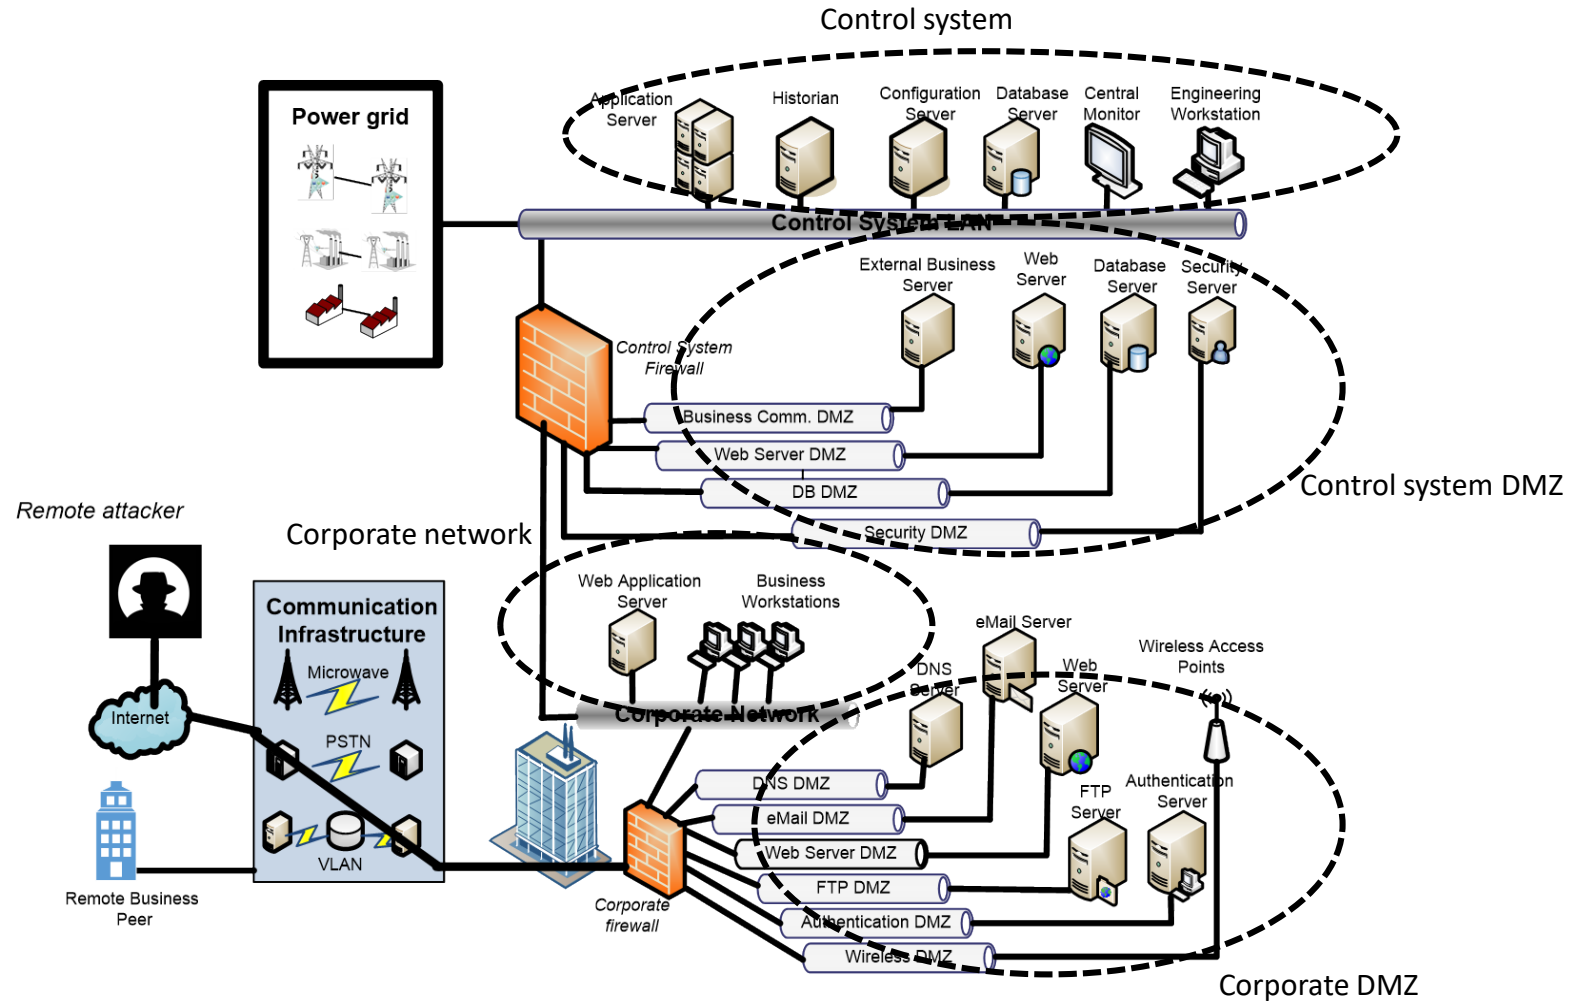 Control system
Power grid
Application
Server
Historian
Configuration
Server
Database
Server
Central
Monitor
Engineering
Workstation
Control System LAN
External Business
Server
Web
Server
Database
Server
Security
Server
Control System
Firewall
Business Comm. DMZ
Web Server DMZ
DB DMZ
Security DMZ
Control system DMZ
Remote attacker
Corporate network
Communication
Infrastructure
Microwave
PSTN
VLAN
Internet
Remote Business
Peer
Web Application
Server
Business
Workstations
Corporate Network
eMail Server
DNS
Server
Web
Server
Wireless Access
Points
FTP
Server
Authentication
Server
DNS DMZ
eMail DMZ
Web Server DMZ
FTP DMZ
Authentication DMZ
Wireless DMZ
Corporate
firewall
Corporate DMZ